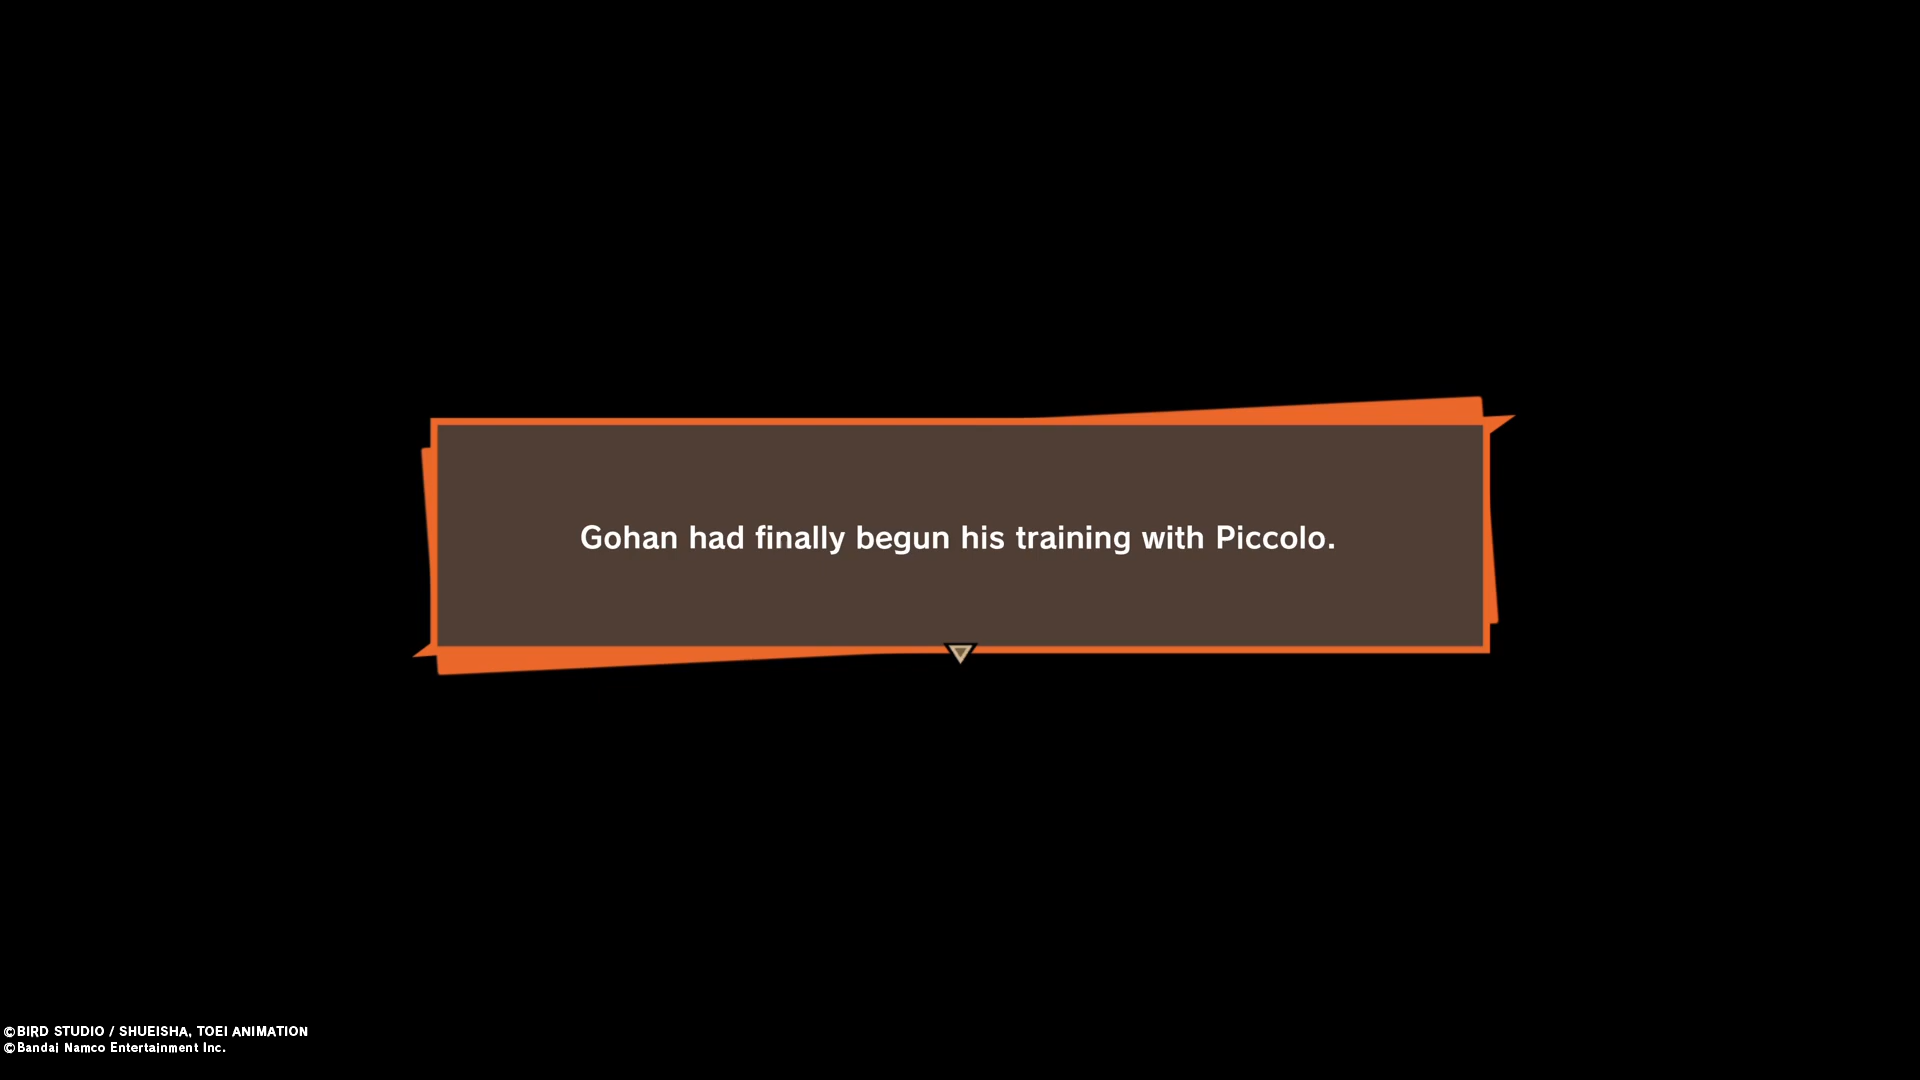 Gohan had finally begun his training with Piccolo.
©BIRD STUDIO / SHUEISHA, TOEI ANIMATION
©Bandai Namco Entertainment Inc.